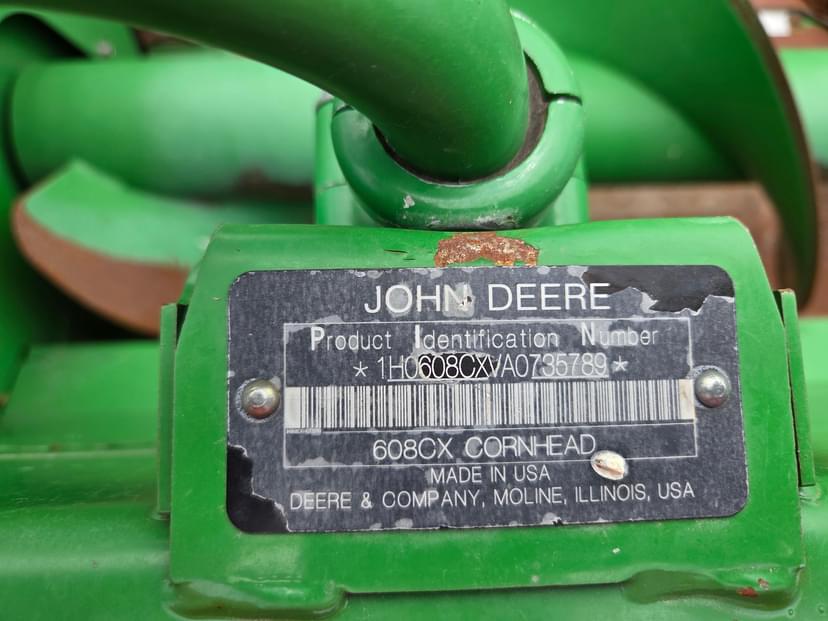 JOHN DEERE
Product Identification Number
*1H0608CXVA0735789*
608CX CORNHEAD
MADE IN USA
DEERE & COMPANY, MOLINE, ILLINOIS, USA